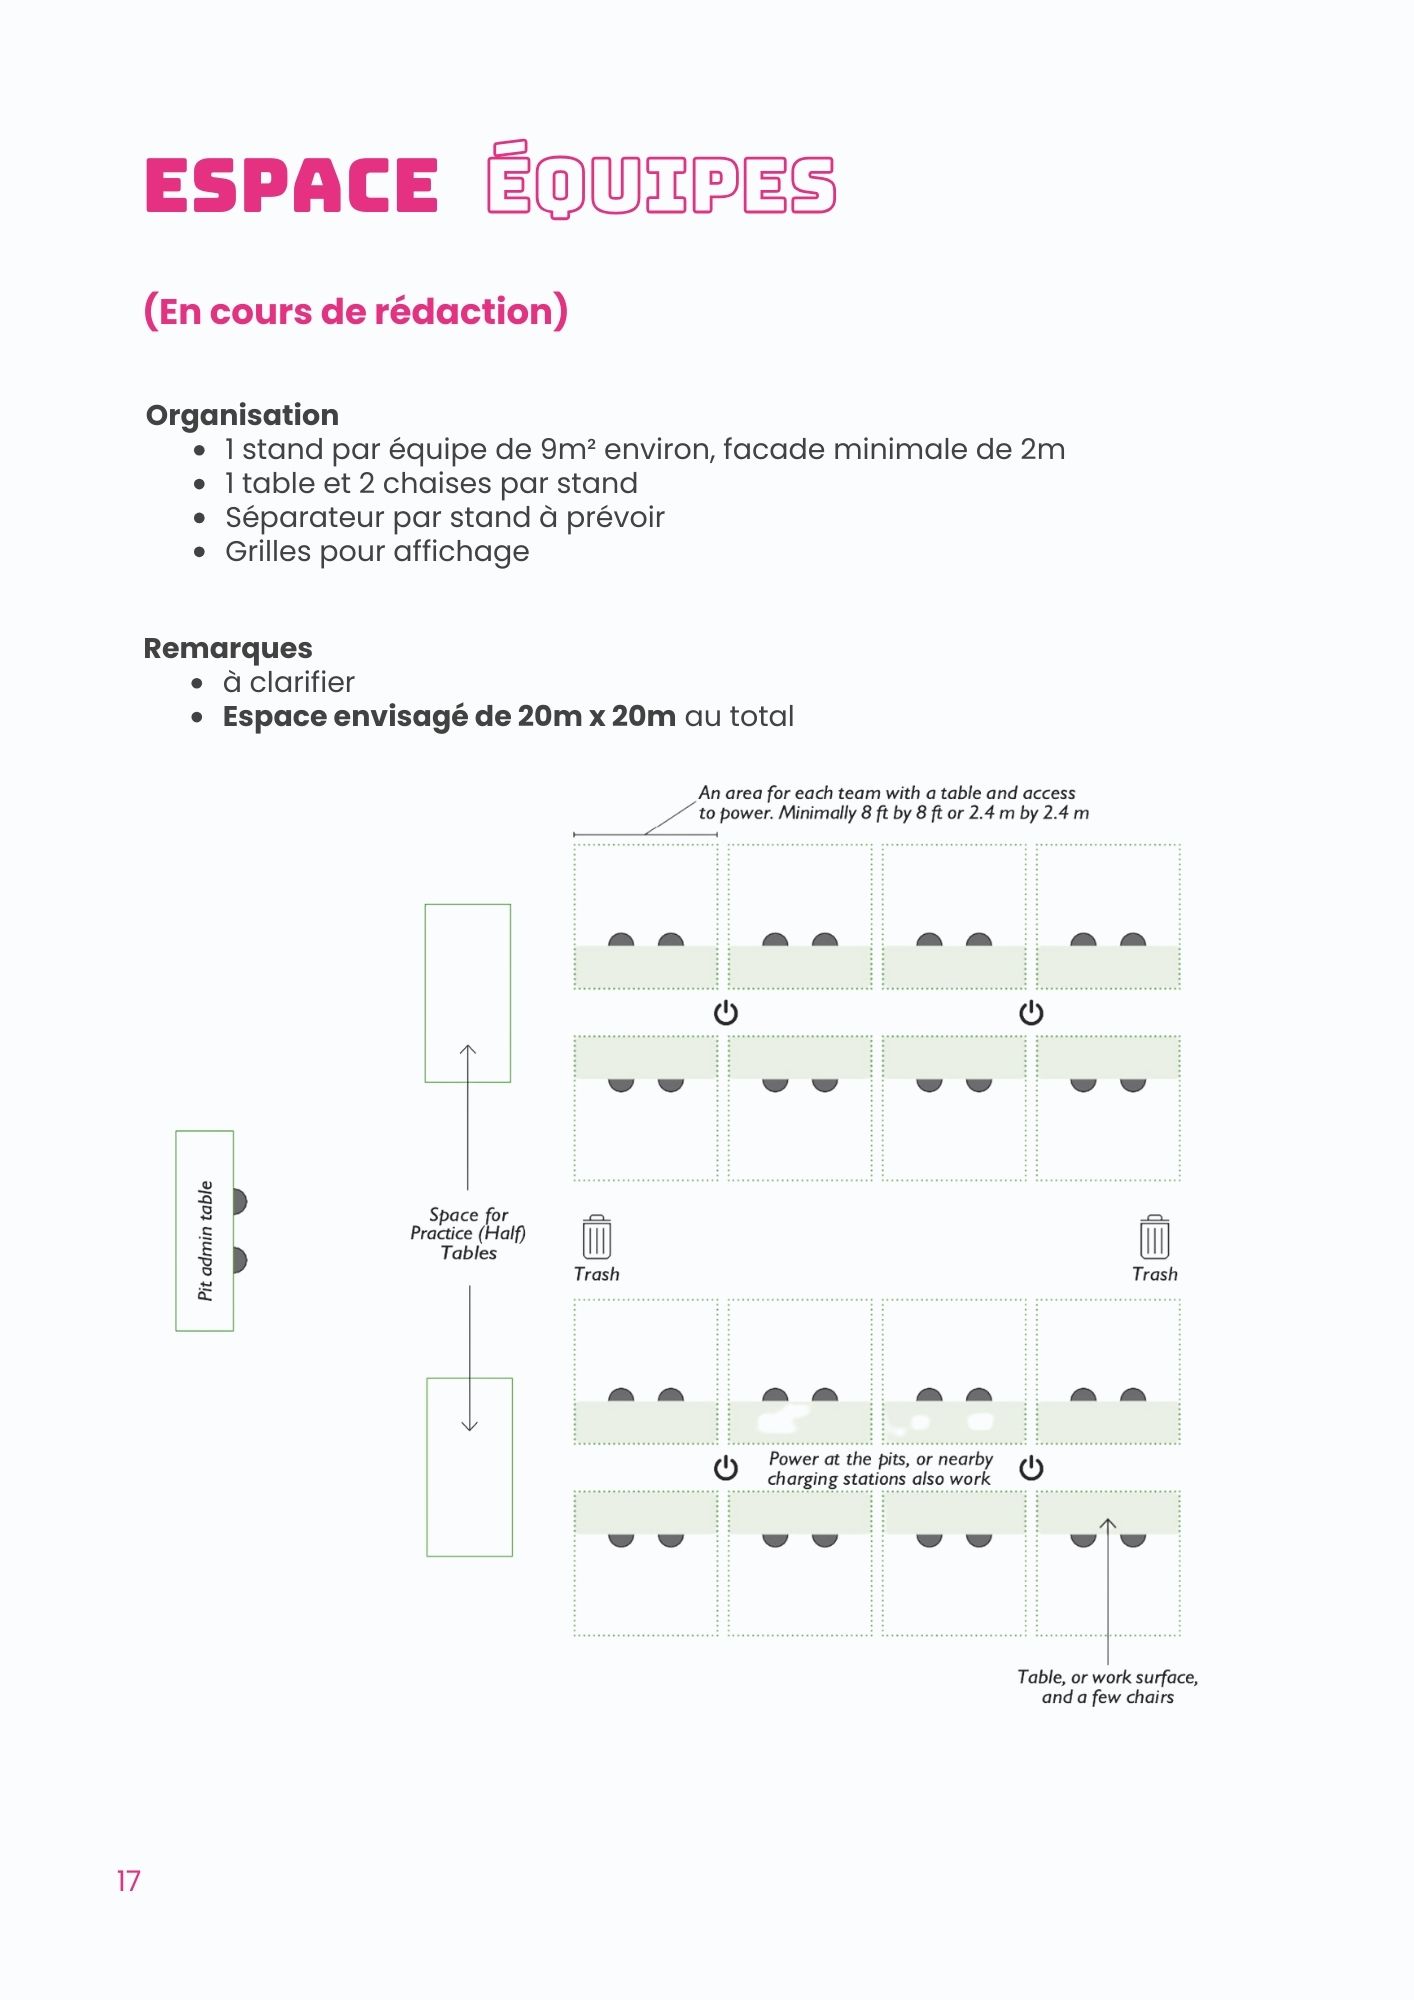 ESPACE ÉQUIPES
(En cours de rédaction)
Organisation
• 1 stand par équipe de 9m² environ, facade minimale de 2m
• 1 table et 2 chaises par stand
• Séparateur par stand à prévoir
• Grilles pour affichage
Remarques
• à clarifier
• Espace envisagé de 20m x 20m au total
An area for each team with a table and access
to power. Minimally 8 ft by 8 ft or 2.4 m by 2.4 m
Pit admin table
Space for
Practice (Half)
Tables
Trash
Trash
Power at the pits, or nearby
charging stations also work
Table, or work surface,
and a few chairs
17